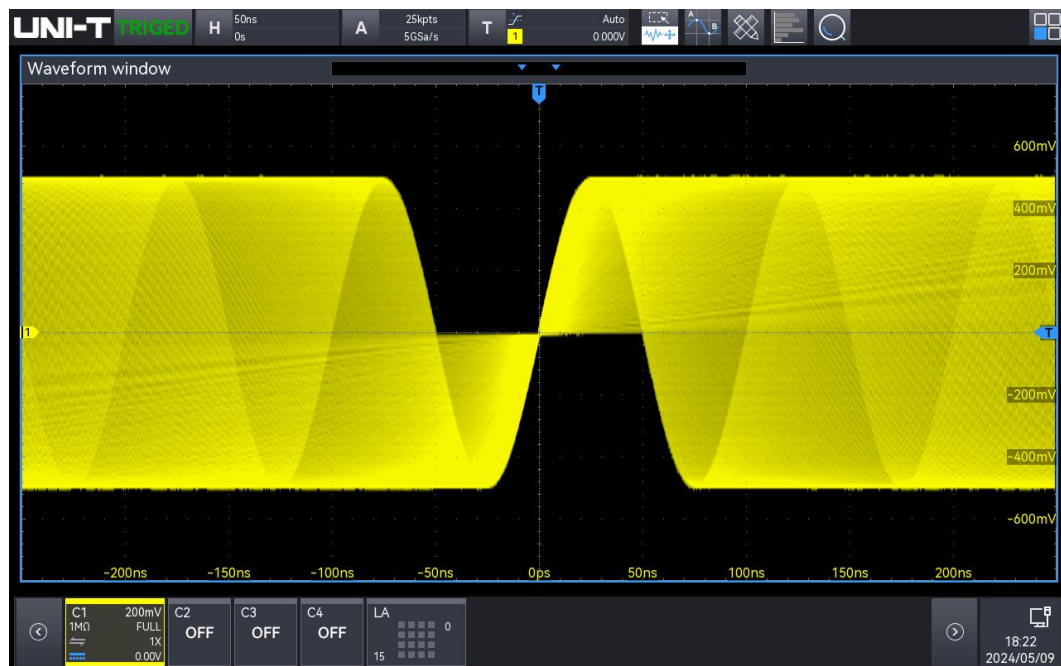 UNI-T TRIGED H 50ns 0s A 25kpts 5GSa/s T 1 Auto 0.000V A B
Waveform window
T
600mV
400mV
200mV
1 T
-200mV
-400mV
-600mV
-200ns -150ns -100ns -50ns 0ps 50ns 100ns 150ns 200ns
C1 200mV C2 C3 C4 LA 0
1MΩ FULL OFF OFF OFF
1X
0.00V 15
18:22
2024/05/09